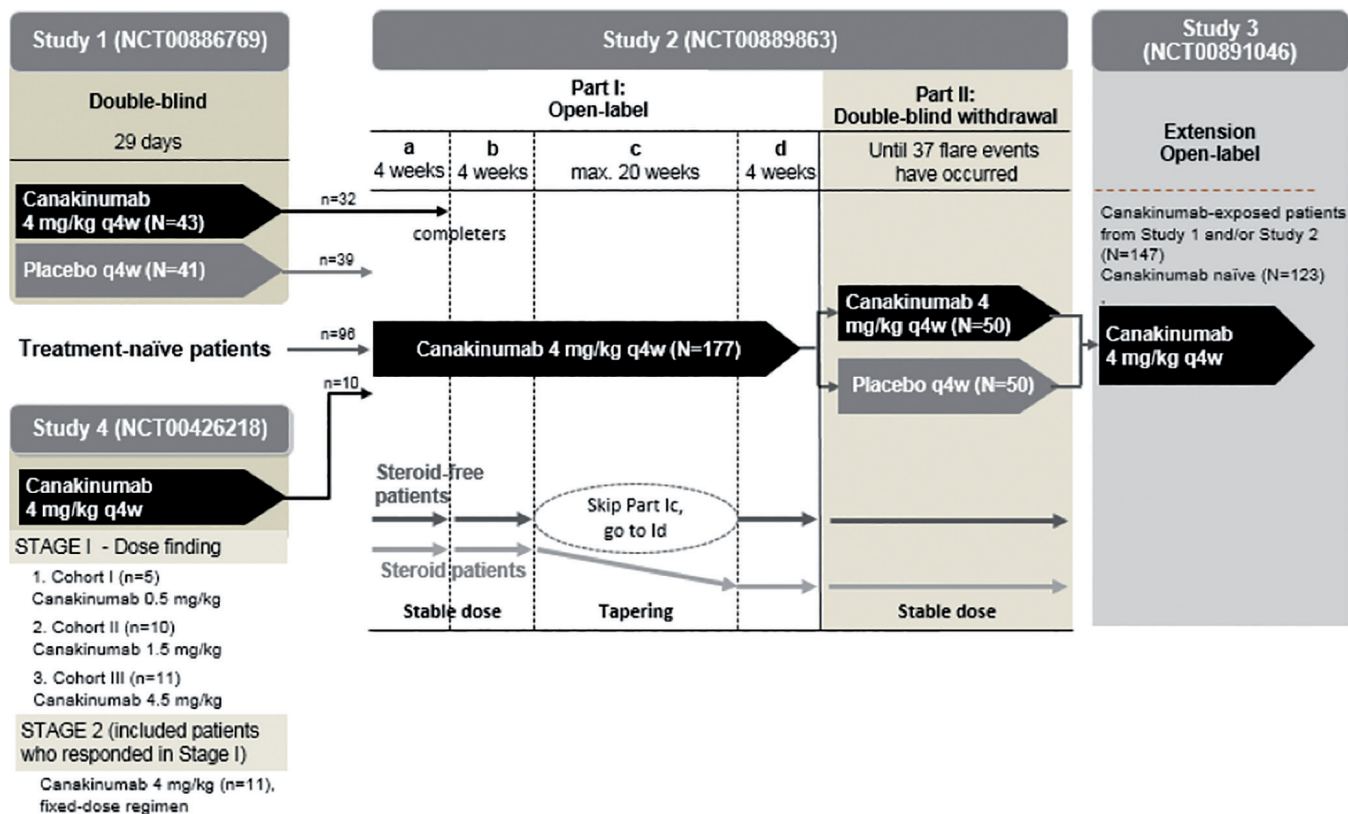 Study 1 (NCT00886769)
Double-blind
29 days
Canakinumab
4 mg/kg q4w (N=43)
Placebo q4w (N=41)
n=32
completers
n=39
Treatment-naïve patients
n=96
n=10
Study 4 (NCT00426218)
Canakinumab
4 mg/kg q4w
STAGE I - Dose finding
1. Cohort I (n=5)
Canakinumab 0.5 mg/kg
2. Cohort II (n=10)
Canakinumab 1.5 mg/kg
3. Cohort III (n=11)
Canakinumab 4.5 mg/kg
STAGE 2 (included patients
who responded in Stage I)
Canakinumab 4 mg/kg (n=11),
fixed-dose regimen
Study 2 (NCT00889863)
Part I:
Open-label
a
4 weeks
b
4 weeks
c
max. 20 weeks
d
4 weeks
Canakinumab 4 mg/kg q4w (N=177)
Steroid-free
patients
Skip Part Ic,
go to Id
Steroid patients
Stable dose
Tapering
Part II:
Double-blind withdrawal
Until 37 flare events
have occurred
Canakinumab 4
mg/kg q4w (N=50)
Placebo q4w (N=50)
Stable dose
Study 3
(NCT00891046)
Extension
Open-label
Canakinumab-exposed patients
from Study 1 and/or Study 2
(N=147)
Canakinumab naïve (N=123)
.
Canakinumab
4 mg/kg q4w